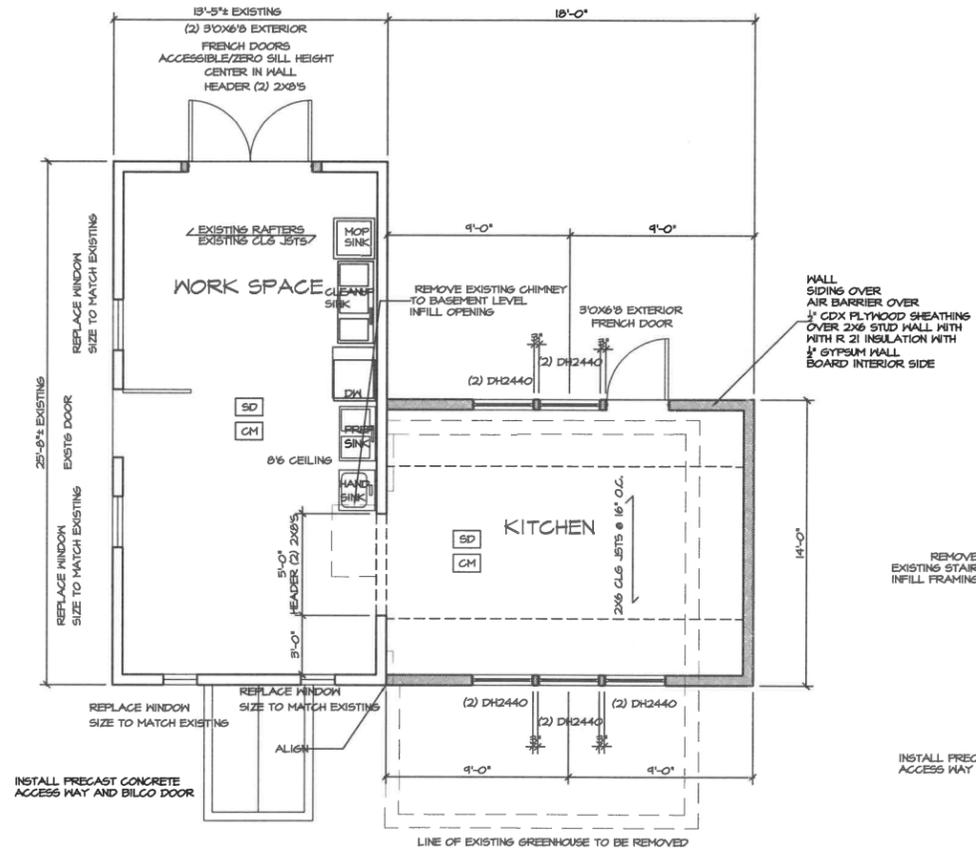 13'-5"± EXISTING
18'-0"
(2) 3'0X6'8 EXTERIOR
FRENCH DOORS
ACCESSIBLE/ZERO SILL HEIGHT
CENTER IN WALL
HEADER (2) 2X8'S
EXISTING RAFTERS
EXISTING CLG JSTS
MOP
SINK
9'-0"
9'-0"
WORK SPACE
CLEANUP
SINK
REMOVE EXISTING CHIMNEY
TO BASEMENT LEVEL
INFILL OPENING
3'0X6'8 EXTERIOR
FRENCH DOOR
WALL
SIDING OVER
AIR BARRIER OVER
½" CDX PLYWOOD SHEATHING
OVER 2X6 STUD WALL WITH
WITH R 21 INSULATION WITH
½" GYPSUM WALL
BOARD INTERIOR SIDE
REPLACE WINDOW
SIZE TO MATCH EXISTING
(2) DH2440
(2) DH2440
DW
25'-8"± EXISTING
EXSTG DOOR
SD
CM
PREP
SINK
8'6 CEILING
HAND
SINK
KITCHEN
SD
CM
2X6 CLG JSTS @ 16" O.C.
14'-0"
REPLACE WINDOW
SIZE TO MATCH EXISTING
5'-0"
HEADER (2) 2X8'S
3'-0"
REMOVE
EXISTING STAIR
INFILL FRAMING
REPLACE WINDOW
SIZE TO MATCH EXISTING
REPLACE WINDOW
SIZE TO MATCH EXISTING
(2) DH2440
(2) DH2440
(2) DH2440
ALIGN
9'-0"
9'-0"
INSTALL PRECAST CONCRETE
ACCESS WAY AND BILCO DOOR
INSTALL PREC
ACCESS WAY
LINE OF EXISTING GREENHOUSE TO BE REMOVED